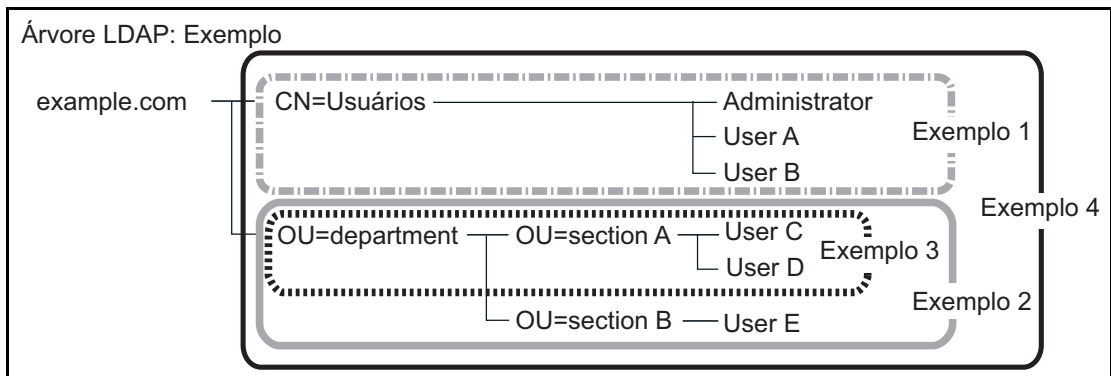 Árvore LDAP: Exemplo
example.com
CN=Usuários
Administrator
User A
User B
Exemplo 1
Exemplo 4
OU=department
OU=section A
User C
User D
Exemplo 3
OU=section B
User E
Exemplo 2